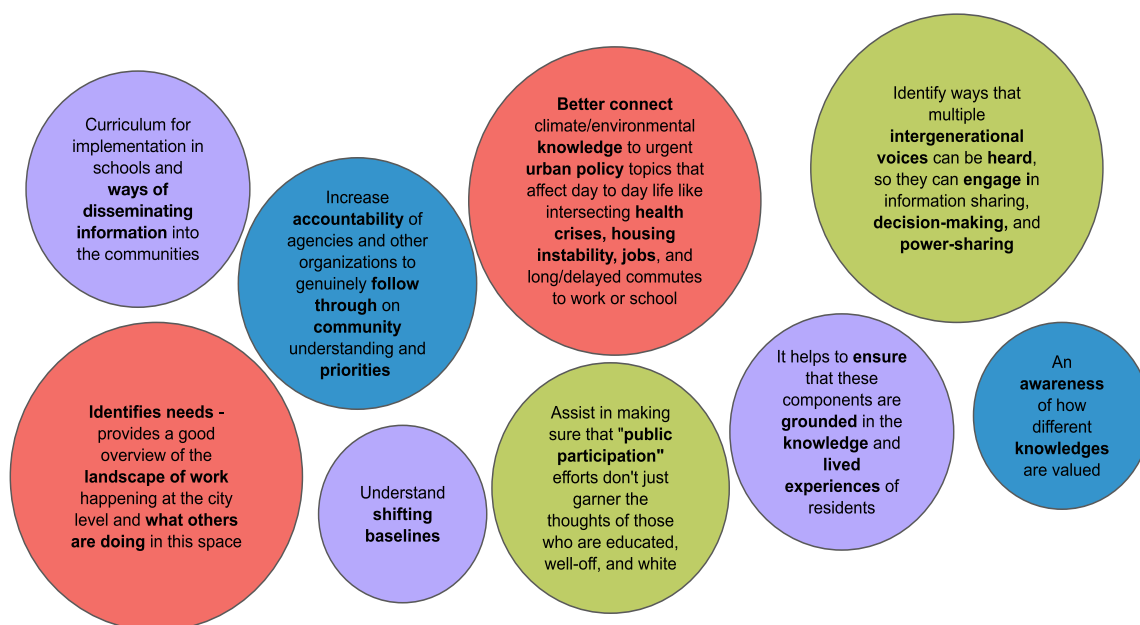 Curriculum for
implementation in
schools and
ways of
disseminating
information into
the communities
Increase
accountability of
agencies and other
organizations to
genuinely follow
through on
community
understanding and
priorities
Better connect
climate/environmental
knowledge to urgent
urban policy topics that
affect day to day life like
intersecting health
crises, housing
instability, jobs, and
long/delayed commutes
to work or school
Identify ways that
multiple
intergenerational
voices can be heard,
so they can engage in
information sharing,
decision-making, and
power-sharing
Identifies needs -
provides a good
overview of the
landscape of work
happening at the city
level and what others
are doing in this space
Understand
shifting
baselines
Assist in making
sure that "public
participation"
efforts don't just
garner the
thoughts of those
who are educated,
well-off, and white
It helps to ensure
that these
components are
grounded in the
knowledge and
lived
experiences of
residents
An
awareness
of how
different
knowledges
are valued